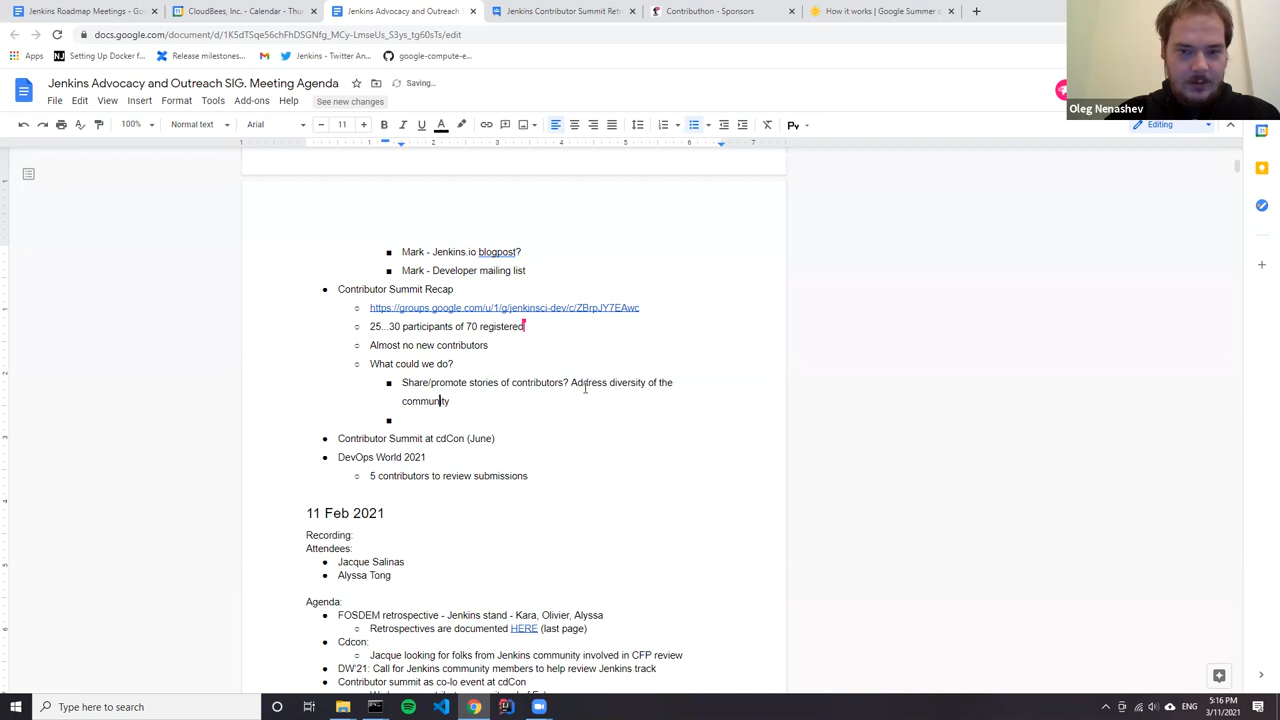 Jenkins Roadmap Meetings - Go
CloudBees, Inc. - Calendar - Thu
Jenkins Advocacy and Outreach S
Jenkins Contributor Summit Retr
Contributhon - Sponsors
How it works | Google Summer c
docs.google.com/document/d/1K5dTSqe56chFhDSGNfg_MCy-LmseUs_S3ys_tg60sTs/edit
Apps
Setting Up Docker f...
Release milestones...
Jenkins - Twitter An...
google-compute-e...
Oleg Nenashev
Jenkins Advocacy and Outreach SIG. Meeting Agenda
Saving...
File Edit View Insert Format Tools Add-ons Help
See new changes
100% Normal text Arial 11
Editing
Mark - Jenkins.io blogpost?
Mark - Developer mailing list
Contributor Summit Recap
https://groups.google.com/u/1/g/jenkinsci-dev/c/ZBrpJY7EAwc
25...30 participants of 70 registered
Almost no new contributors
What could we do?
Share/promote stories of contributors? Address diversity of the
community
Contributor Summit at cdCon (June)
DevOps World 2021
5 contributors to review submissions
11 Feb 2021
Recording:
Attendees:
Jacque Salinas
Alyssa Tong
Agenda:
FOSDEM retrospective - Jenkins stand - Kara, Olivier, Alyssa
Retrospectives are documented HERE (last page)
Cdcon:
Jacque looking for folks from Jenkins community involved in CFP review
DW'21: Call for Jenkins community members to help review Jenkins track
Contributor summit as co-lo event at cdCon
Type here to search
ENG
5:16 PM
3/11/2021